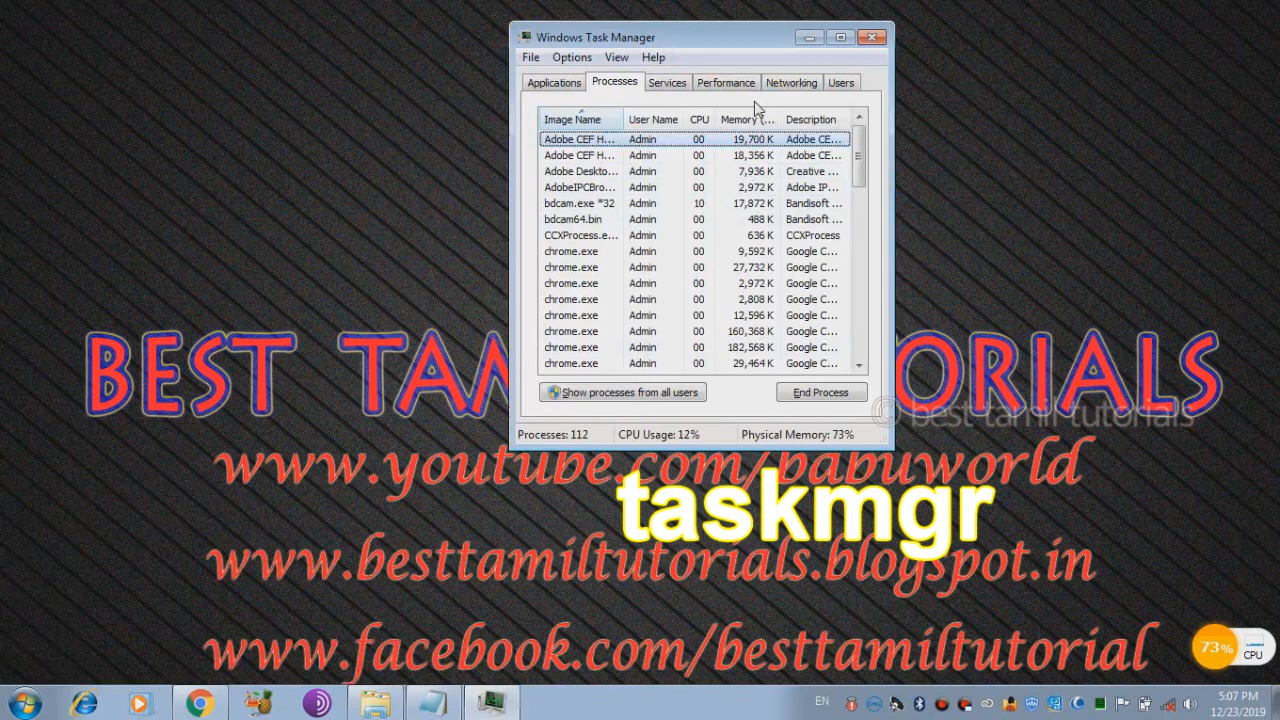 Windows Task Manager
File Options View Help
Applications Processes Services Performance Networking Users
Image Name User Name CPU Memory (... Description
Adobe CEF H... Admin 00 19,700 K Adobe CE...
Adobe CEF H... Admin 00 18,356 K Adobe CE...
Adobe Deskto... Admin 00 7,936 K Creative ...
AdobeIPCBro... Admin 00 2,972 K Adobe IP...
bdcam.exe *32 Admin 10 17,872 K Bandisoft ...
bdcam64.bin Admin 00 488 K Bandisoft ...
CCXProcess.e... Admin 00 636 K CCXProcess
chrome.exe Admin 00 9,592 K Google C...
chrome.exe Admin 00 27,732 K Google C...
chrome.exe Admin 00 2,972 K Google C...
chrome.exe Admin 00 2,808 K Google C...
chrome.exe Admin 00 12,596 K Google C...
chrome.exe Admin 00 160,368 K Google C...
chrome.exe Admin 00 182,568 K Google C...
chrome.exe Admin 00 29,464 K Google C...
Show processes from all users End Process
Processes: 112 CPU Usage: 12% Physical Memory: 73%
BEST TAM ORIALS
© best tamil tutorials
www.youtube.com/babuworld
taskmgr
www.besttamiltutorials.blogspot.in
www.facebook.com/besttamiltutorial
73% CPU
EN
5:07 PM
12/23/2019